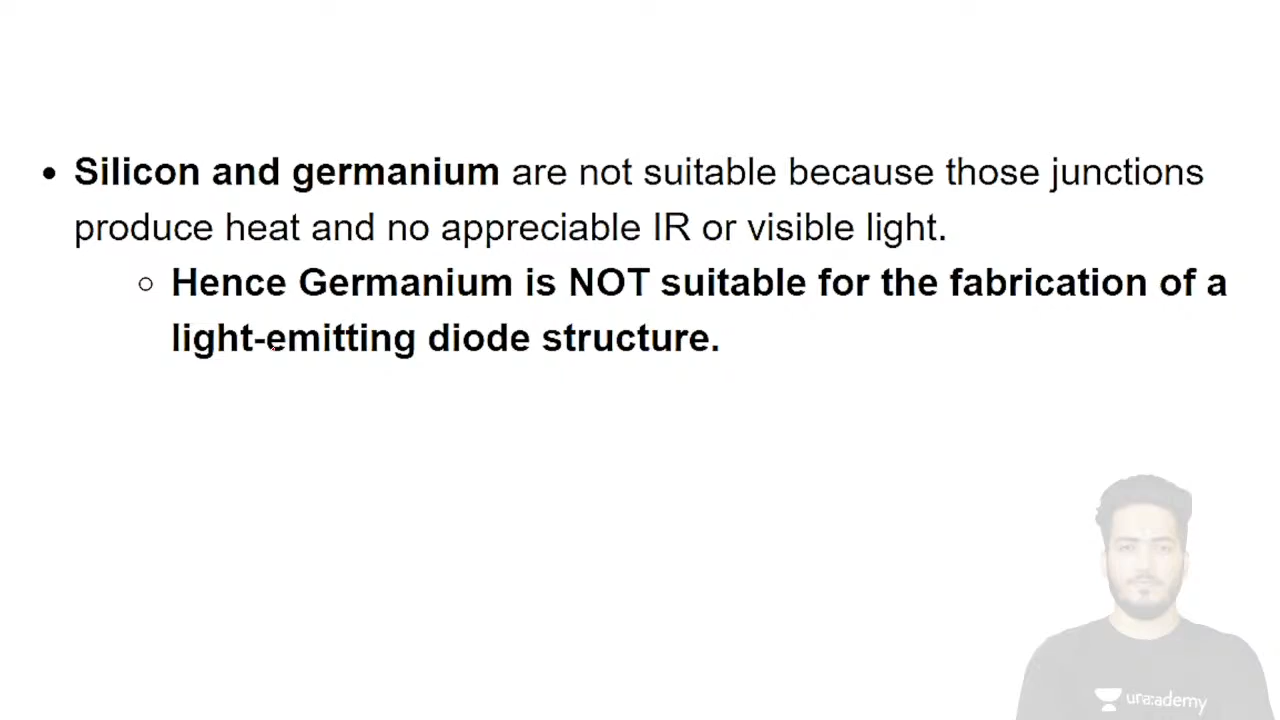 • Silicon and germanium are not suitable because those junctions
produce heat and no appreciable IR or visible light.
○ Hence Germanium is NOT suitable for the fabrication of a
light-emitting diode structure.